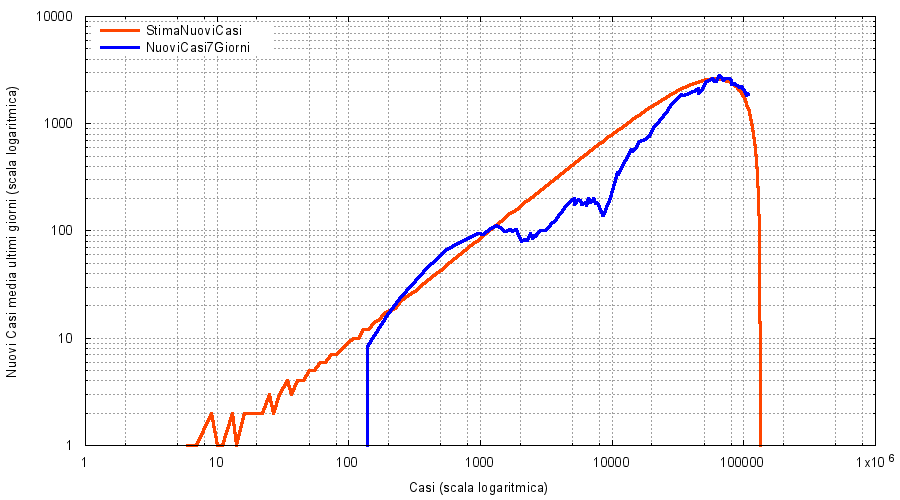 10000
1000
100
10
1
StimaNuoviCasi
NuoviCasi7Giorni
Nuovi Casi media ultimi giorni (scala logaritmica)
1 10 100 1000 10000 100000 1x10 6
Casi (scala logaritmica)